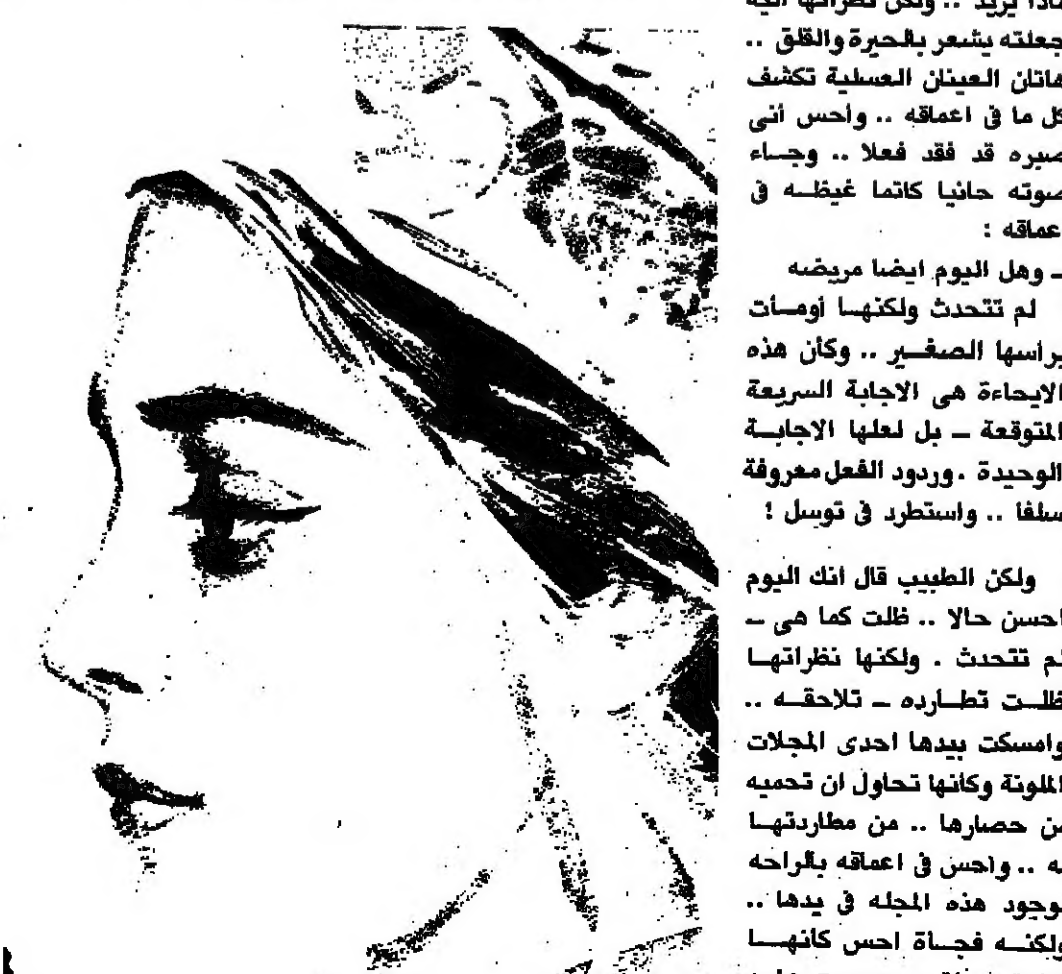 ماذا يريد .. ولكن نظراتها اليه
جعلته يشعر بالحيرة والقلق ..
هاتان العينان العسلية تكشف
كل ما في اعماقه .. وأحس أنى
صبره قد فقد فعلا .. وجاء
صوته حانيا كاتما غيظه في
اعماقه :
ـ وهل اليوم ايضا مريضه
لم تتحدث ولكنها أومأت
براسها الصغير .. وكأن هذه
الايحاءة هى الاجابة السريعة
المتوقعة ـ بل لعلها الاجابة
الوحيدة . وردود الفعل معروفة
سلفا .. واستطرد في توسل !
ولكن الطبيب قال انك اليوم
احسن حالا .. ظلت كما هى ـ
لم تتحدث . ولكنها نظراتها
ظلت تطارده ـ تلاحقه ..
وامسكت بيدها احدى المجلات
الملونة وكأنها تحاول ان تحميه
من حصارها .. من مطاردتها
له .. واحس في اعماقه بالراحه
لوجود هذه المجله في يدها ..
ولكنه فجأة احس كأنها